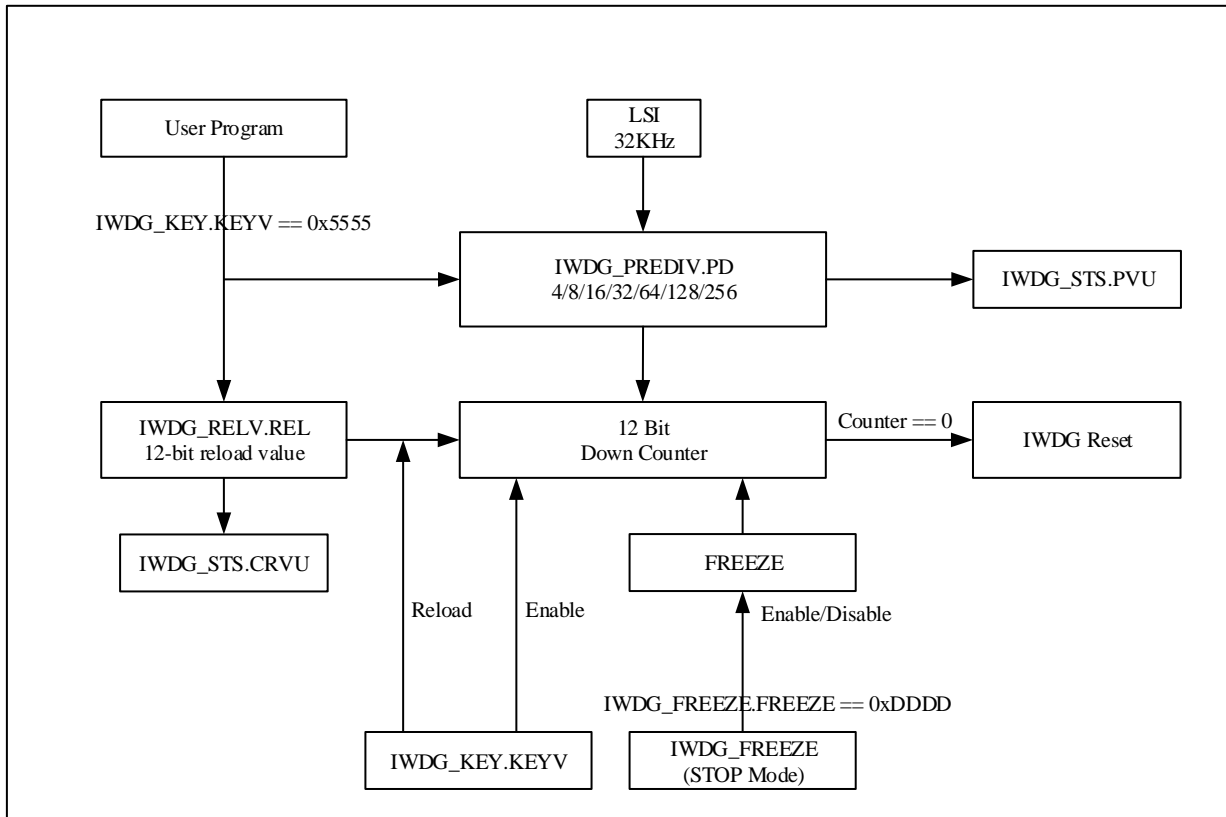 User Program
LSI
32KHz
IWDG_KEY.KEYV == 0x5555
IWDG_PREDIV.PD
4/8/16/32/64/128/256
IWDG_STS.PVU
IWDG_RELV.REL
12-bit reload value
12 Bit
Down Counter
Counter == 0
IWDG Reset
IWDG_STS.CRVU
FREEZE
Reload
Enable
Enable/Disable
IWDG_FREEZE.FREEZE == 0xDDDD
IWDG_KEY.KEYV
IWDG_FREEZE
(STOP Mode)